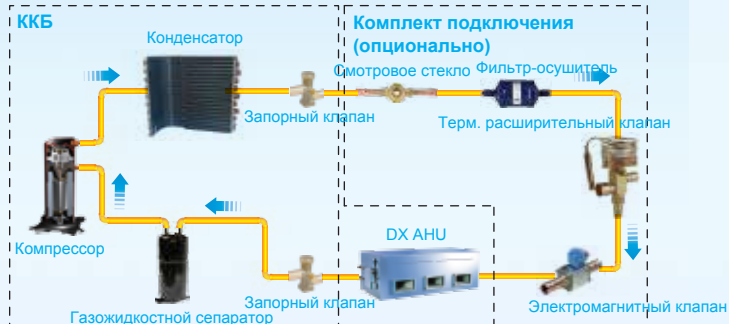 ККБ
Конденсатор
Комплект подключения
(опционально)
Смотровое стекло
Фильтр-осушитель
Запорный клапан
Терм. расширительный клапан
Компрессор
DX AHU
Газожидкостной сепаратор
Запорный клапан
Электромагнитный клапан